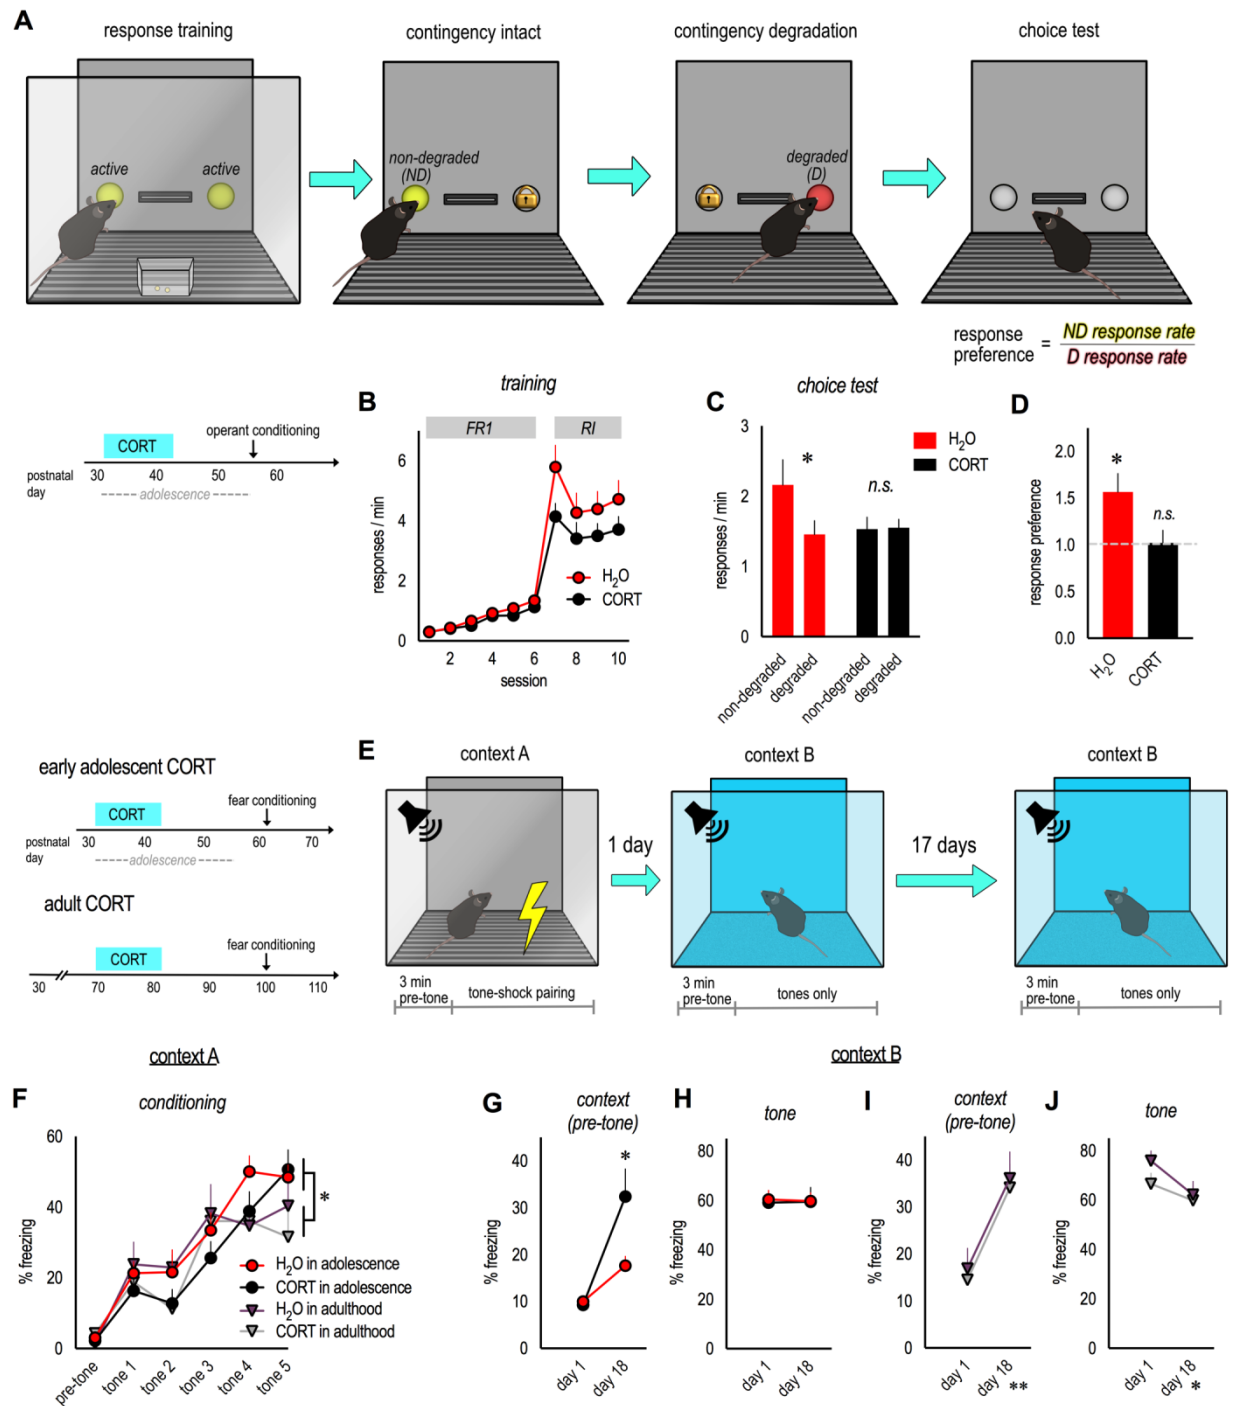 A
response training
contingency intact
contingency degradation
choice test
active
active
non-degraded
(ND)
degraded
(D)
response
preference
=
ND response rate
D response rate
CORT
operant conditioning
30 40 50 60
postnatal
day
adolescence
B
training
FR1
RI
responses / min
6
4
2
0
H2O
CORT
2 4 6 8 10
session
choice test
C
responses / min
3
2
1
0
*
n.s.
H2O
CORT
non-degraded
degraded
non-degraded
degraded
D
response preference
2.0
1.5
1.0
0.5
0.0
*
n.s.
H2O
CORT
early adolescent CORT
CORT
fear conditioning
30 40 50 60 70
postnatal
day
adolescence
adult CORT
CORT
fear conditioning
30 70 80 90 100 110
E
context A
context B
context B
1 day
17 days
3 min
pre-tone
tone-shock pairing
3 min
pre-tone
tones only
3 min
pre-tone
tones only
context A
context B
F
conditioning
% freezing
60
40
20
0
*
H2O in adolescence
CORT in adolescence
H2O in adulthood
CORT in adulthood
pre-tone
tone 1
tone 2
tone 3
tone 4
tone 5
G
context
(pre-tone)
% freezing
40
30
20
10
0
*
day 1
day 18
H
tone
% freezing
80
60
40
20
0
day 1
day 18
I
context
(pre-tone)
% freezing
40
30
20
10
0
day 1
day 18
**
J
tone
% freezing
80
60
40
20
0
day 1
day 18
*